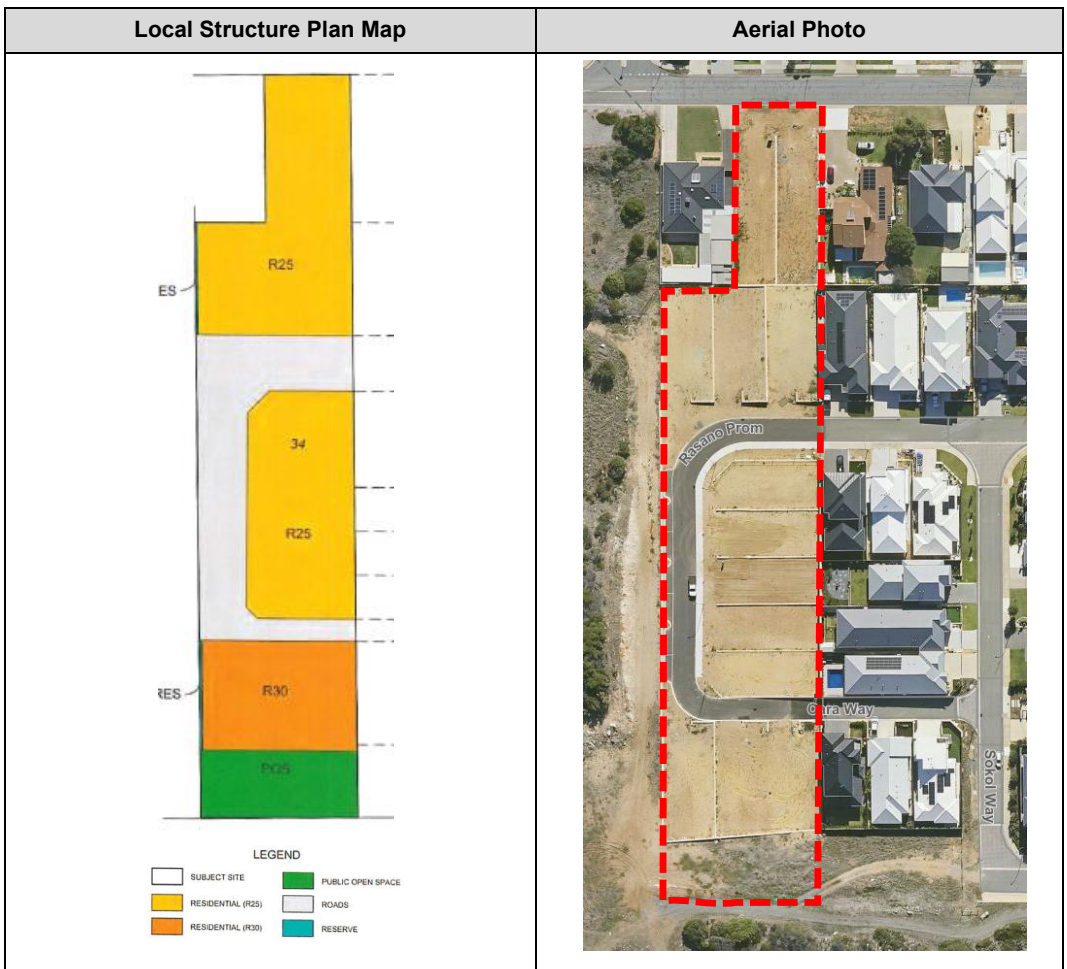 Local Structure Plan Map
Aerial Photo
R25
ES
34
R25
RES
R30
POS
LEGEND
SUBJECT SITE
PUBLIC OPEN SPACE
RESIDENTIAL (R25)
ROADS
RESIDENTIAL (R30)
RESERVE
Rasano Prom
Cara Way
Sokol Way